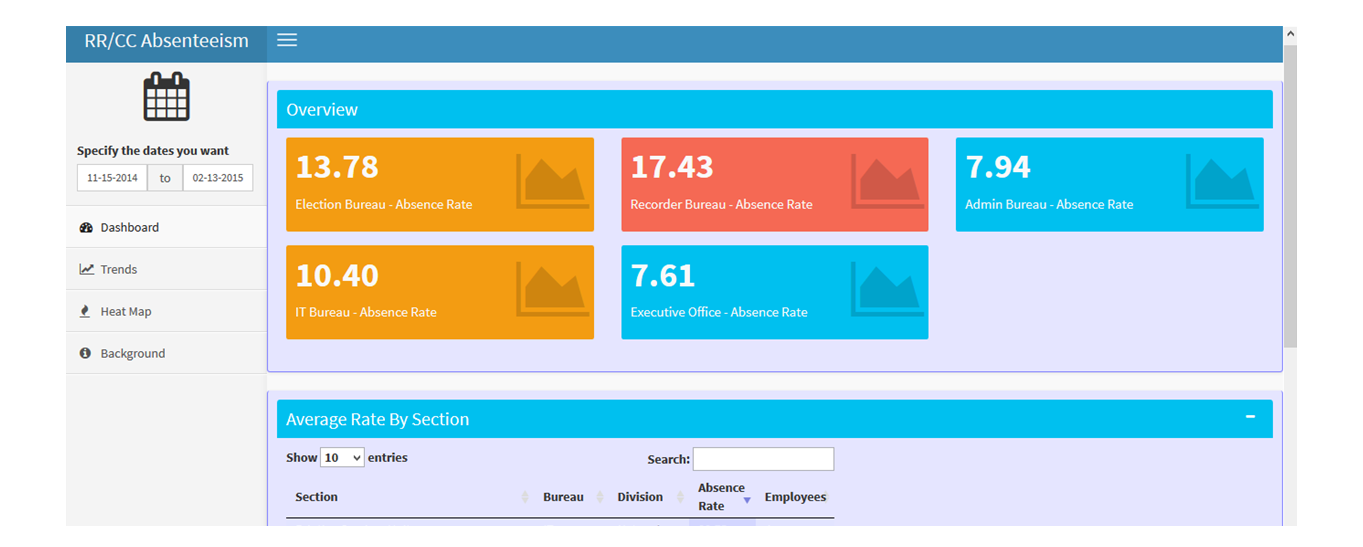 RR/CC Absenteeism
Specify the dates you want
11-15-2014 to 02-13-2015
Dashboard
Trends
Heat Map
Background
Overview
13.78
Election Bureau - Absence Rate
17.43
Recorder Bureau - Absence Rate
7.94
Admin Bureau - Absence Rate
10.40
IT Bureau - Absence Rate
7.61
Executive Office - Absence Rate
Average Rate By Section
Show 10 entries
Search:
Section Bureau Division Absence Rate Employees